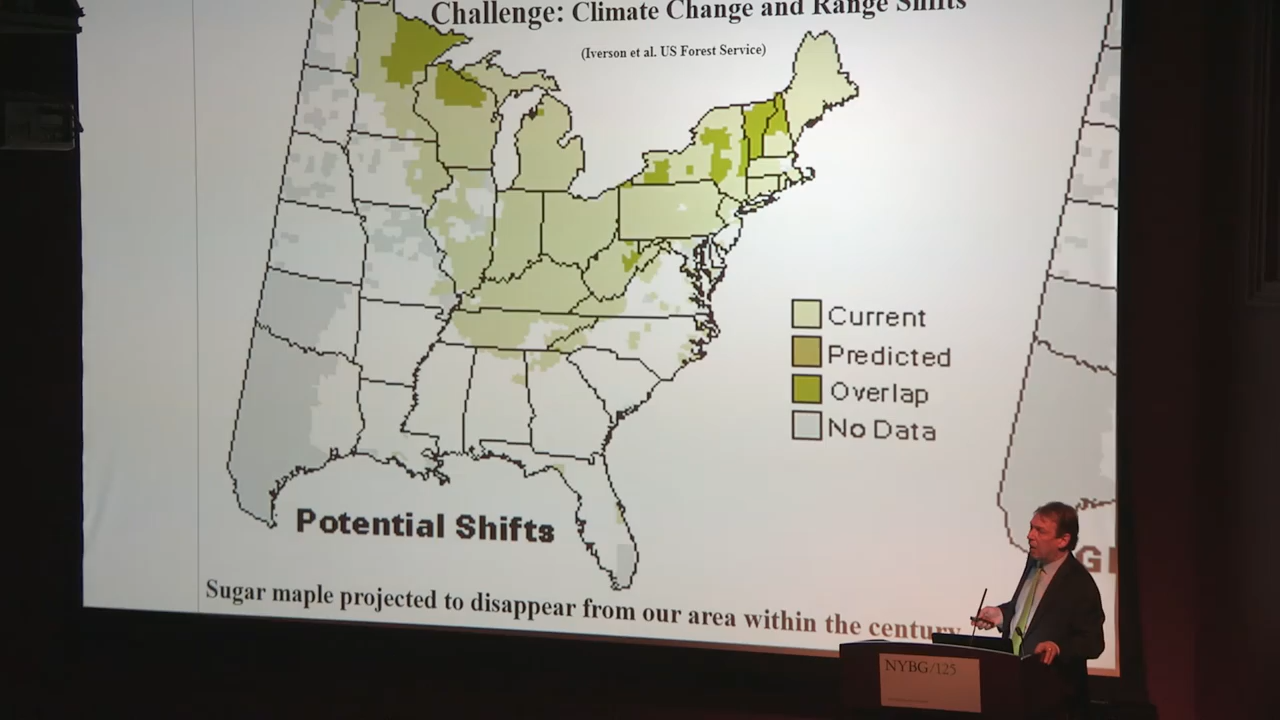 Challenge: Climate Change and Range Shifts
(Iverson et al. US Forest Service)
Current
Predicted
Overlap
No Data
Potential Shifts
Sugar maple projected to disappear from our area within the century
NYBG/125